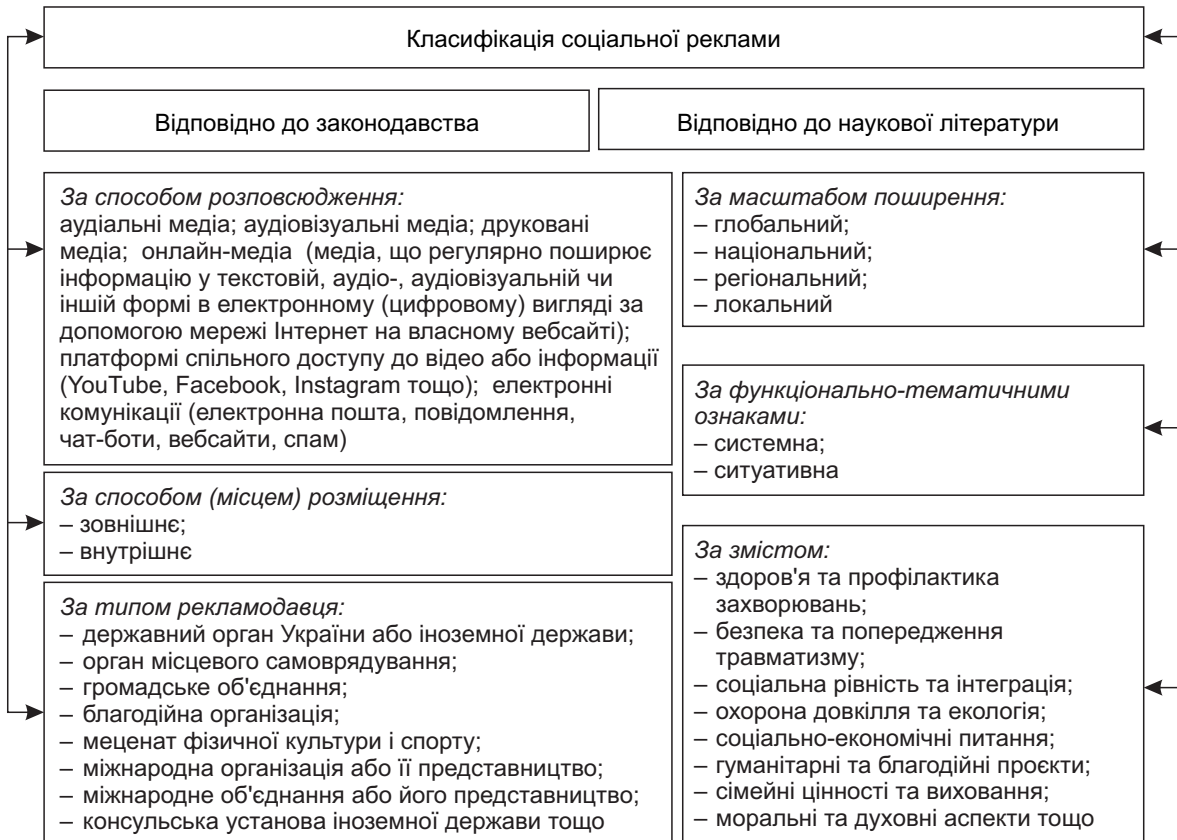 Класифікація соціальної реклами
Відповідно до законодавства
Відповідно до наукової літератури
За способом розповсюдження:
аудіальні медіа; аудіовізуальні медіа; друковані
медіа; онлайн-медіа (медіа, що регулярно поширює
інформацію у текстовій, аудіо-, аудіовізуальній чи
іншій формі в електронному (цифровому) вигляді за
допомогою мережі Інтернет на власному вебсайті);
платформі спільного доступу до відео або інформації
(YouTube, Facebook, Instagram тощо); електронні
комунікації (електронна пошта, повідомлення,
чат-боти, вебсайти, спам)
За способом (місцем) розміщення:
– зовнішнє;
– внутрішнє
За типом рекламодавця:
– державний орган України або іноземної держави;
– орган місцевого самоврядування;
– громадське об'єднання;
– благодійна організація;
– меценат фізичної культури і спорту;
– міжнародна організація або її представництво;
– міжнародне об'єднання або його представництво;
– консульська установа іноземної держави тощо
За масштабом поширення:
– глобальний;
– національний;
– регіональний;
– локальний
За функціонально-тематичними
ознаками:
– системна;
– ситуативна
За змістом:
– здоров'я та профілактика
захворювань;
– безпека та попередження
травматизму;
– соціальна рівність та інтеграція;
– охорона довкілля та екологія;
– соціально-економічні питання;
– гуманітарні та благодійні проєкти;
– сімейні цінності та виховання;
– моральні та духовні аспекти тощо